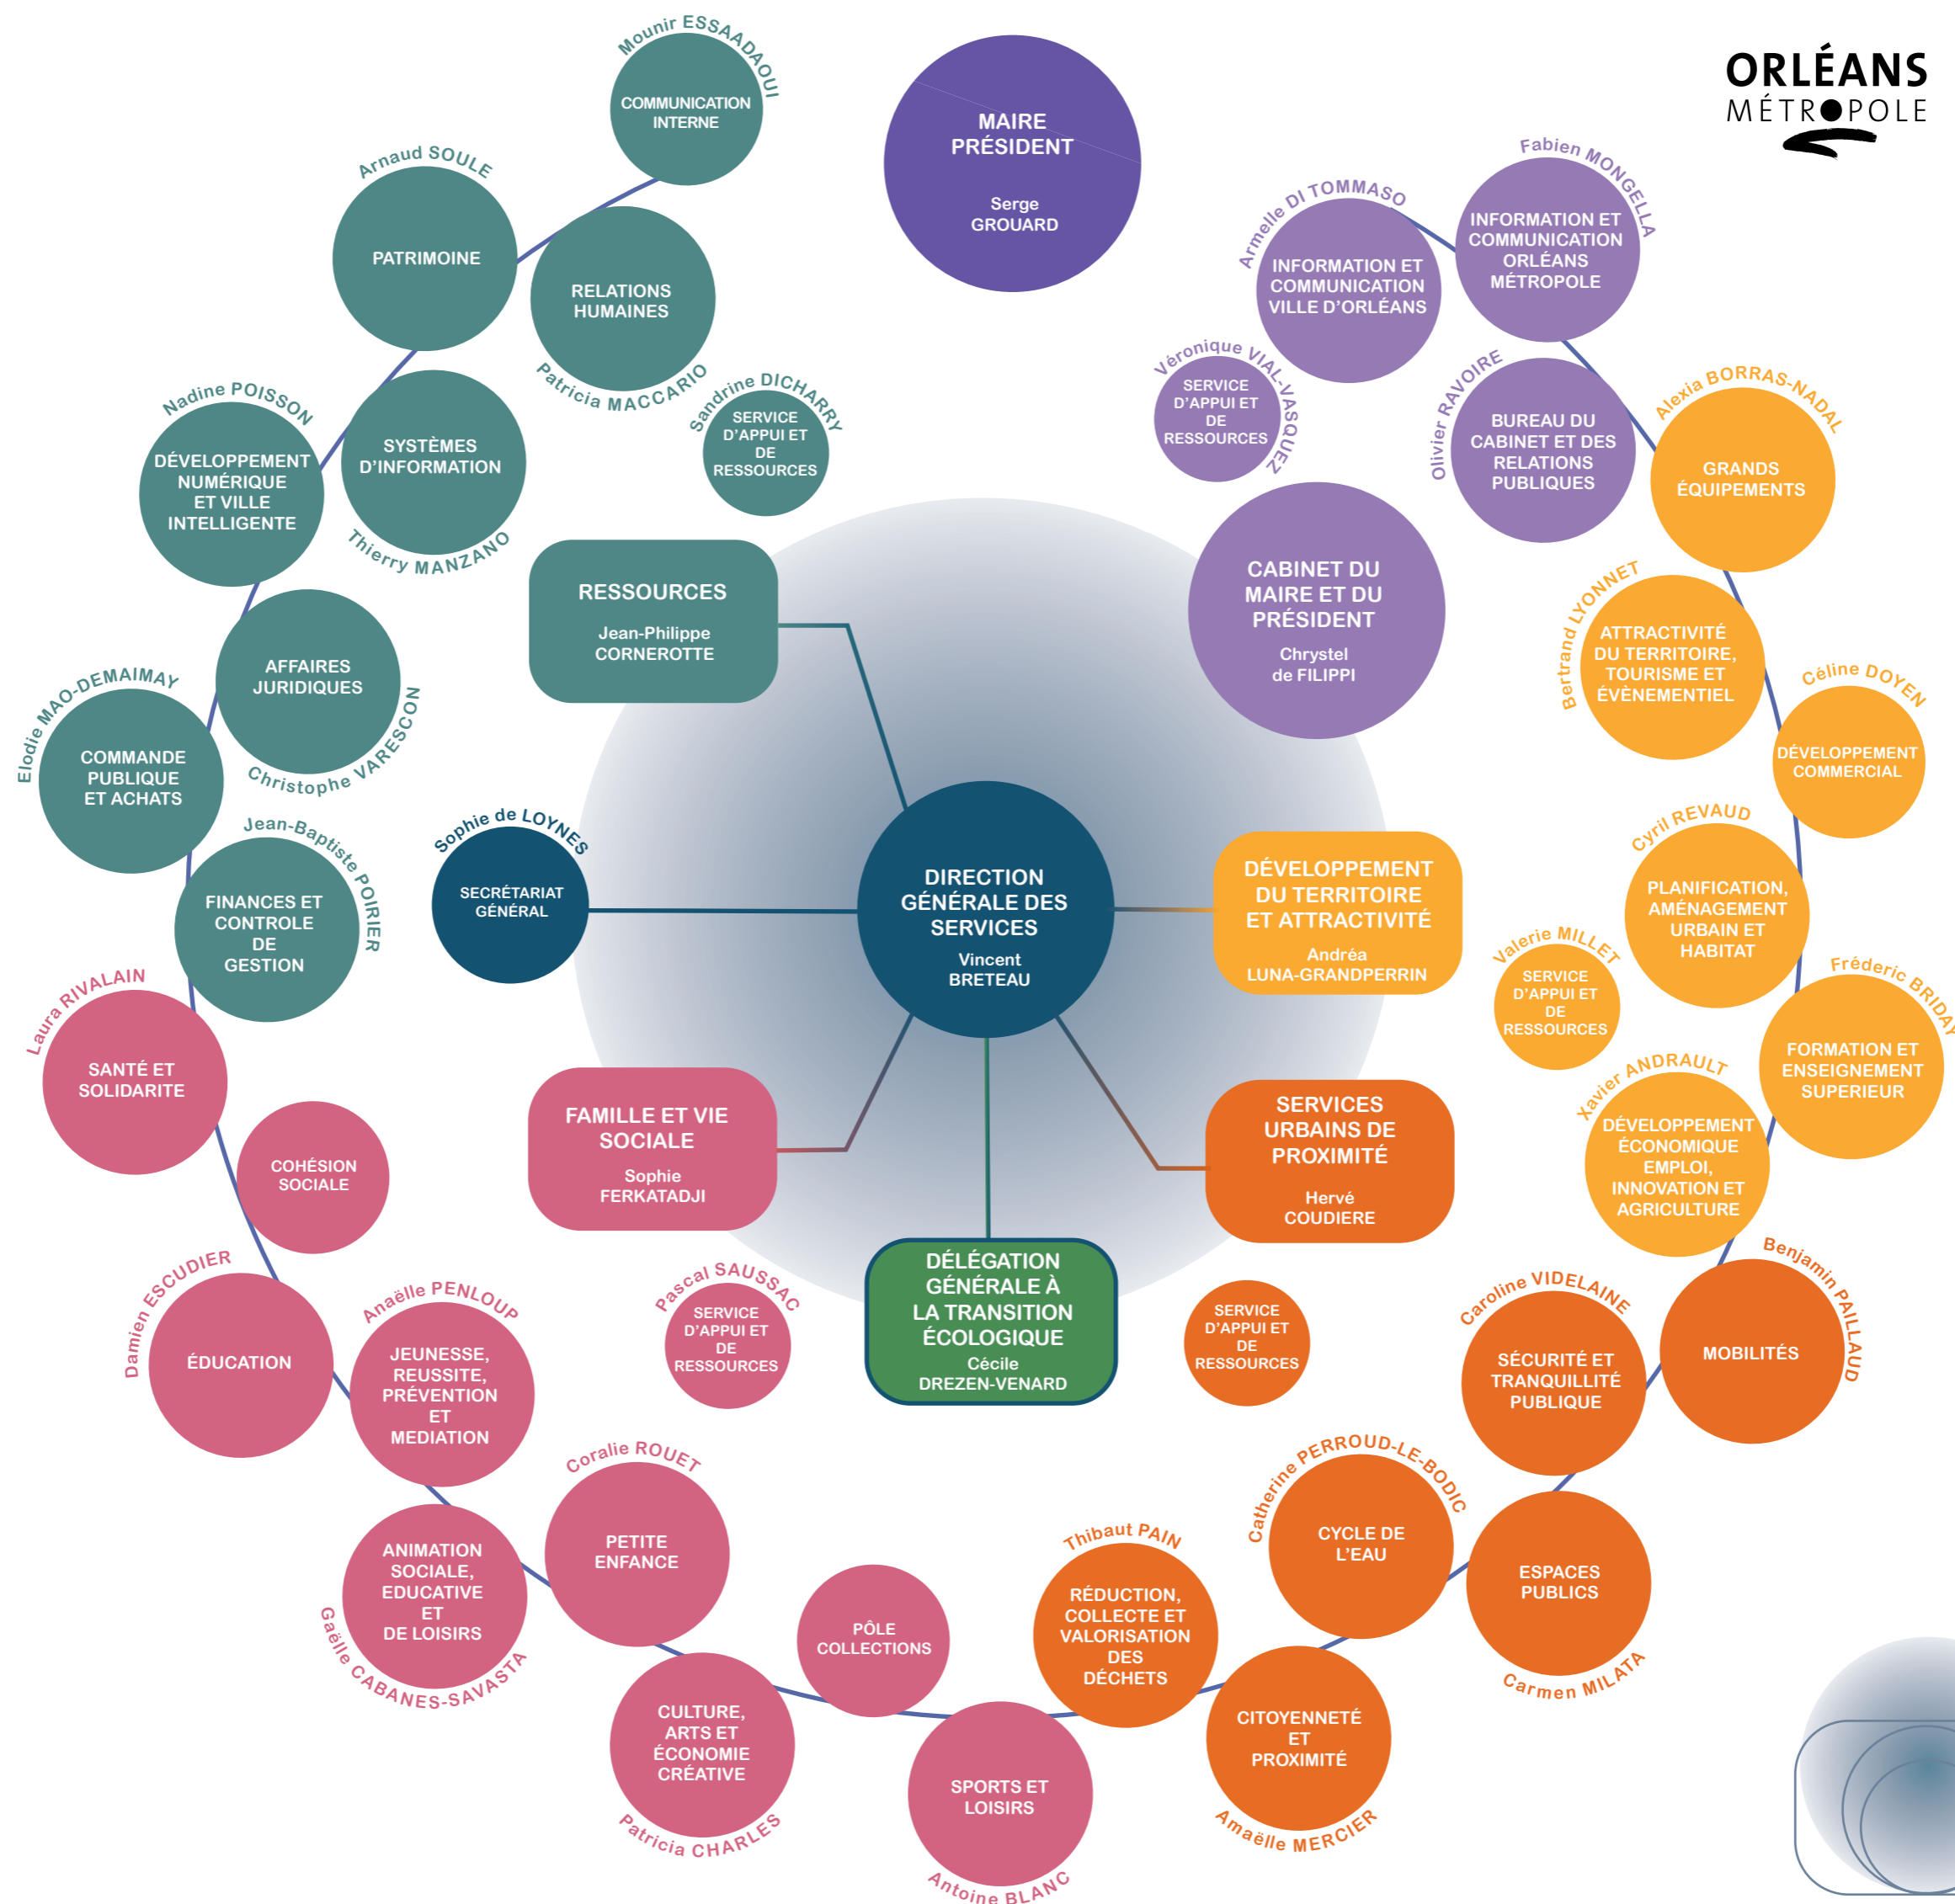 ORLÉANS
MÉTROPOLE
MAIRE
PRÉSIDENT
Serge
GROUARD
Mounir ESSAADAOUI
COMMUNICATION
INTERNE
Arnaud SOULE
PATRIMOINE
RELATIONS
HUMAINES
Patricia MACCARIO
Nadine POISSON
DÉVELOPPEMENT
NUMÉRIQUE
ET VILLE
INTELLIGENTE
SYSTÈMES
D'INFORMATION
Thierry MANZANO
Sandrine DICHARRY
SERVICE
D'APPUI ET
DE
RESSOURCES
RESSOURCES
Jean-Philippe
CORNEROTTE
AFFAIRES
JURIDIQUES
Christophe VARESCON
Elodie MAO-DEMAIMAY
COMMANDE
PUBLIQUE
ET ACHATS
Jean-Baptiste POIRIER
FINANCES ET
CONTROLE
DE
GESTION
Fabien MONGELLA
INFORMATION ET
COMMUNICATION
ORLÉANS
MÉTROPOLE
Armelle DI TOMMASO
INFORMATION ET
COMMUNICATION
VILLE D'ORLÉANS
Véronique VIAL-VASQUEZ
SERVICE
D'APPUI ET
DE
RESSOURCES
Olivier RAVOIRE
BUREAU DU
CABINET ET DES
RELATIONS
PUBLIQUES
CABINET DU
MAIRE ET DU
PRÉSIDENT
Chrystel
de FILIPPI
Alexia BORRAS-NADAL
GRANDS
ÉQUIPEMENTS
Bertrand LYONNET
ATTRACTIVITÉ
DU TERRITOIRE,
TOURISME ET
ÉVÈNEMENTIEL
Céline DOYEN
DÉVELOPPEMENT
COMMERCIAL
Cyril REVAUD
PLANIFICATION,
AMÉNAGEMENT
URBAIN ET
HABITAT
Valerie MILLET
SERVICE
D'APPUI ET
DE
RESSOURCES
Fréderic BRIDAY
FORMATION ET
ENSEIGNEMENT
SUPERIEUR
Xavier ANDRAULT
DÉVELOPPEMENT
ÉCONOMIQUE
EMPLOI,
INNOVATION ET
AGRICULTURE
DÉVELOPPEMENT
DU TERRITOIRE
ET ATTRACTIVITÉ
Andréa
LUNA-GRANDPERRIN
Sophie de LOYNES
SECRÉTARIAT
GÉNÉRAL
DIRECTION
GÉNÉRALE DES
SERVICES
Vincent
BRETEAU
Laura RIVALAIN
SANTÉ ET
SOLIDARITE
COHÉSION
SOCIALE
FAMILLE ET VIE
SOCIALE
Sophie
FERKATADJI
SERVICES
URBAINS DE
PROXIMITÉ
Hervé
COUDIERE
DÉLÉGATION
GÉNÉRALE À
LA TRANSITION
ÉCOLOGIQUE
Cécile
DREZEN-VENARD
Pascal SAUSSAC
SERVICE
D'APPUI ET
DE
RESSOURCES
SERVICE
D'APPUI ET
DE
RESSOURCES
Damien ESCUDIER
ÉDUCATION
Anaëlle PENLOUP
JEUNESSE,
REUSSITE,
PRÉVENTION
ET
MEDIATION
Caroline VIDELAINE
SÉCURITÉ ET
TRANQUILLITÉ
PUBLIQUE
Benjamin PAILLAUD
MOBILITÉS
ANIMATION
SOCIALE,
EDUCATIVE
ET
DE LOISIRS
Gaëlle CABANES-SAVASTA
Coralie ROUET
PETITE
ENFANCE
Catherine PERROUD-LE-BODIC
CYCLE DE
L'EAU
ESPACES
PUBLICS
Carmen MILATA
PÔLE
COLLECTIONS
Thibaut PAIN
RÉDUCTION,
COLLECTE ET
VALORISATION
DES
DÉCHETS
CULTURE,
ARTS ET
ÉCONOMIE
CRÉATIVE
Patricia CHARLES
SPORTS ET
LOISIRS
Antoine BLANC
CITOYENNETÉ
ET
PROXIMITÉ
Amaëlle MERCIER